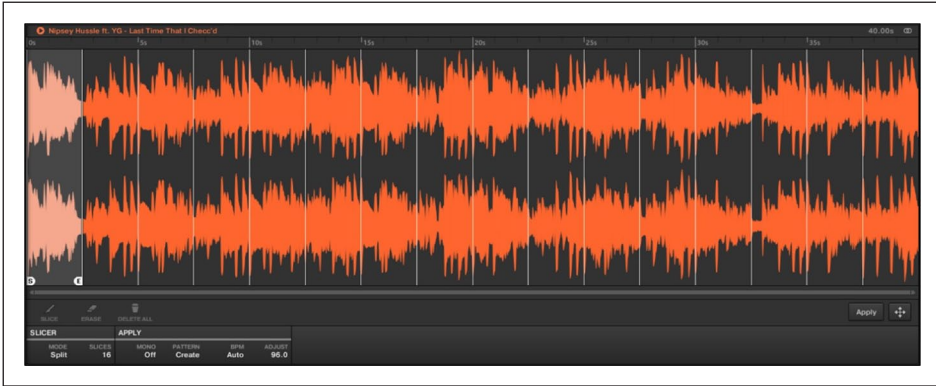 Nipsey Hussle ft. YG - Last Time That I Checc'd 40.00s
0s 5s 10s 15s 20s 25s 30s 35s
S E
SLICE ERASE DELETE ALL Apply
SLICER APPLY
MODE SLICES MONO PATTERN BPM ADJUST
Split 16 Off Create Auto 96.0